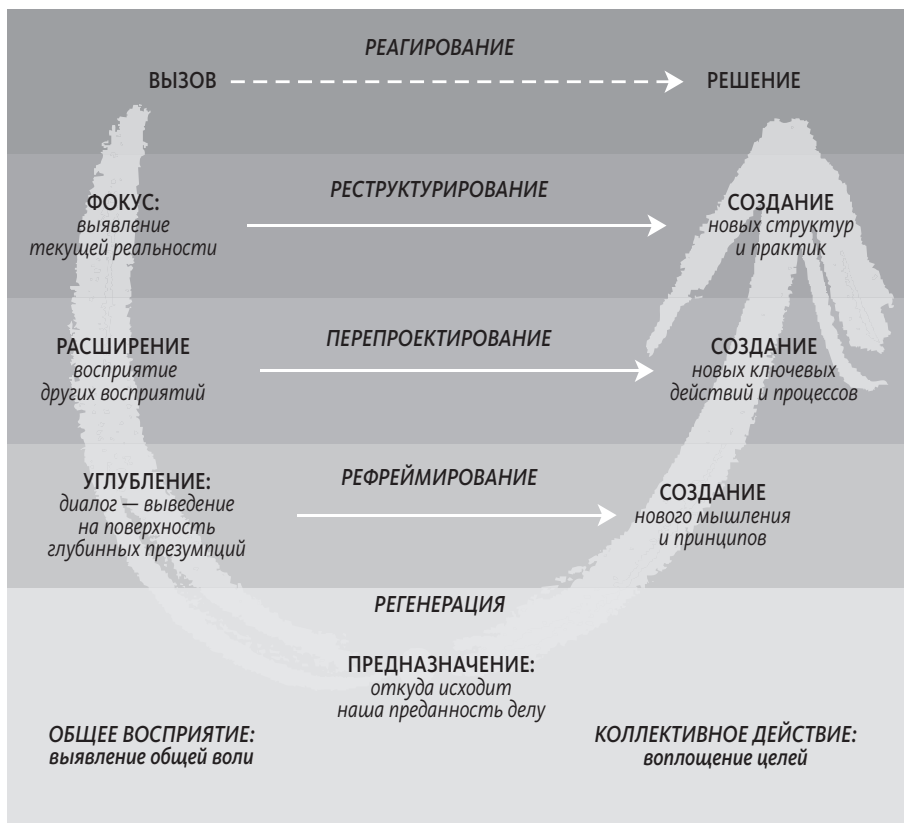 РЕАГИРОВАНИЕ
ВЫЗОВ
РЕШЕНИЕ
РЕСТРУКТУРИРОВАНИЕ
ФОКУС:
выявление
текущей реальности
СОЗДАНИЕ
новых структур
и практик
ПЕРЕПРОЕКТИРОВАНИЕ
РАСШИРЕНИЕ
восприятие
других восприятий
СОЗДАНИЕ
новых ключевых
действий и процессов
РЕФРЕЙМИРОВАНИЕ
УГЛУБЛЕНИЕ:
диалог — выведение
на поверхность
глубинных презумпций
СОЗДАНИЕ
нового мышления
и принципов
РЕГЕНЕРАЦИЯ
ПРЕДНАЗНАЧЕНИЕ:
откуда исходит
наша преданность делу
ОБЩЕЕ ВОСПРИЯТИЕ:
выявление общей воли
КОЛЛЕКТИВНОЕ ДЕЙСТВИЕ:
воплощение целей